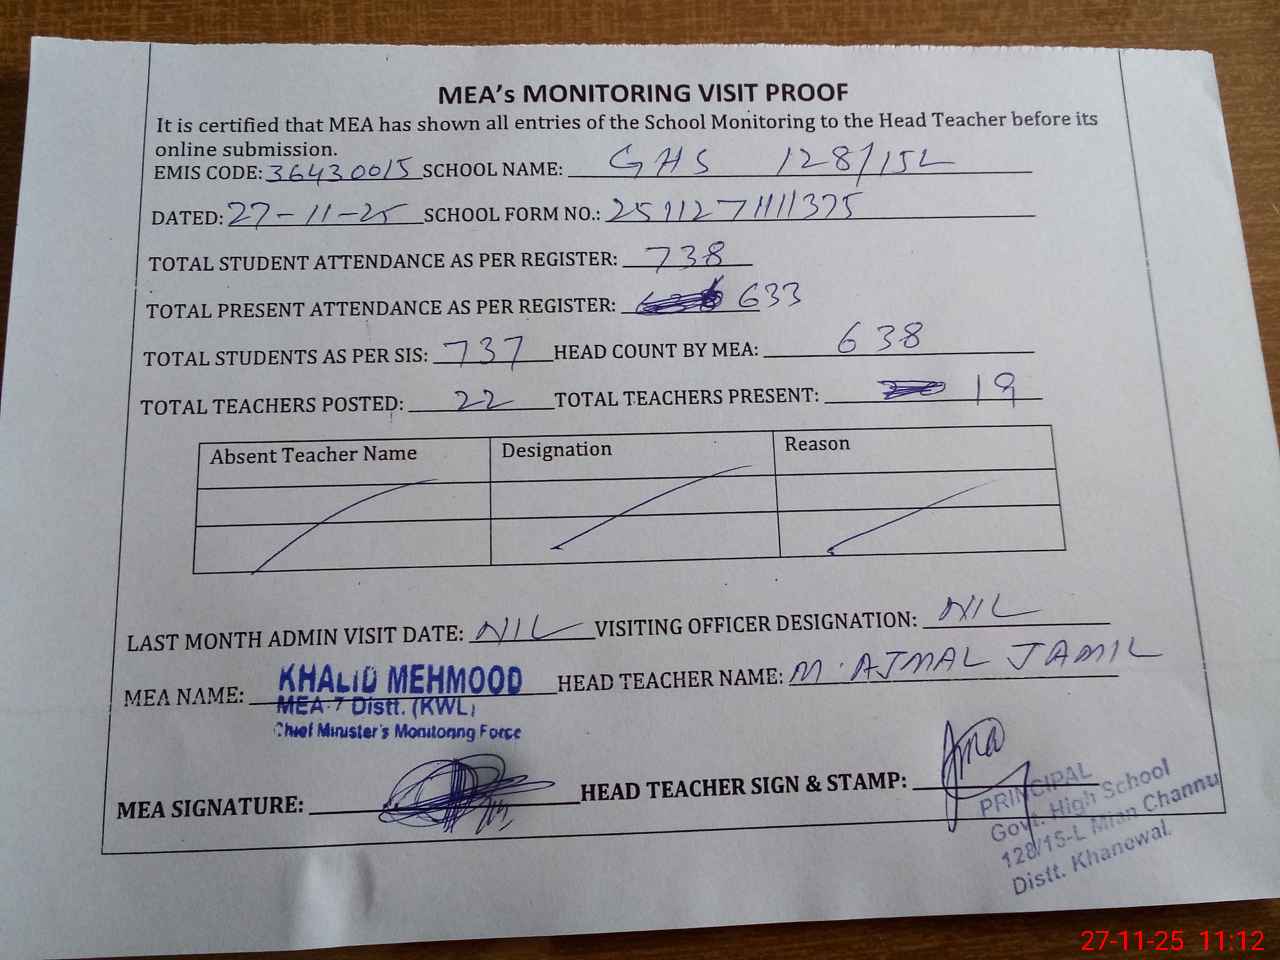 MEA's MONITORING VISIT PROOF
It is certified that MEA has shown all entries of the School Monitoring to the Head Teacher before its
online submission.
EMIS CODE: 36430015 SCHOOL NAME: GHS 128/15L
DATED: 27-11-25 SCHOOL FORM NO.: 251127111375
TOTAL STUDENT ATTENDANCE AS PER REGISTER: 738
TOTAL PRESENT ATTENDANCE AS PER REGISTER: 633
TOTAL STUDENTS AS PER SIS: 737 HEAD COUNT BY MEA: 638
TOTAL TEACHERS POSTED: 22 TOTAL TEACHERS PRESENT: 19
Absent Teacher Name Designation Reason
LAST MONTH ADMIN VISIT DATE: NIL VISITING OFFICER DESIGNATION: NIL
MEA NAME: KHALID MEHMOOD HEAD TEACHER NAME: M. AJMAL JAMIL
MEA-7 Distt. (KWL)
Chief Minister's Monitoring Force
MEA SIGNATURE: HEAD TEACHER SIGN & STAMP:
PRINCIPAL
Govt. High School
128/15-L Mian Channu
Distt. Khanewal.
27-11-25 11:12